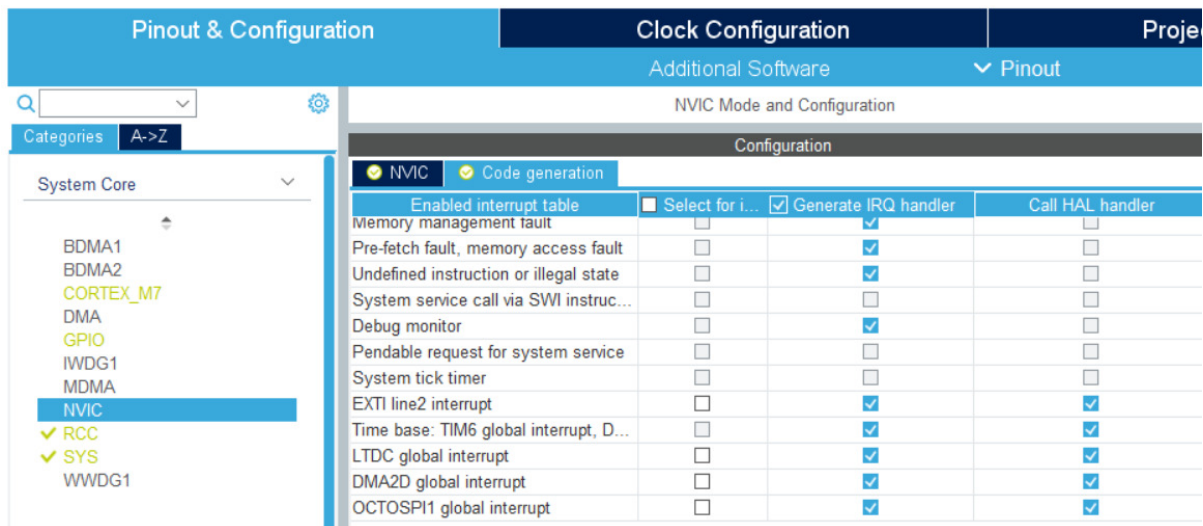 Pinout & Configuration
Clock Configuration
Projec
Additional Software
Pinout
NVIC Mode and Configuration
Categories
A->Z
System Core
BDMA1
BDMA2
CORTEX_M7
DMA
GPIO
IWDG1
MDMA
NVIC
RCC
SYS
WWDG1
Configuration
NVIC
Code generation
Enabled interrupt table Select for i... Generate IRQ handler Call HAL handler
Memory management fault
Pre-fetch fault, memory access fault
Undefined instruction or illegal state
System service call via SWI instruc...
Debug monitor
Pendable request for system service
System tick timer
EXTI line2 interrupt
Time base: TIM6 global interrupt, D...
LTDC global interrupt
DMA2D global interrupt
OCTOSPI1 global interrupt